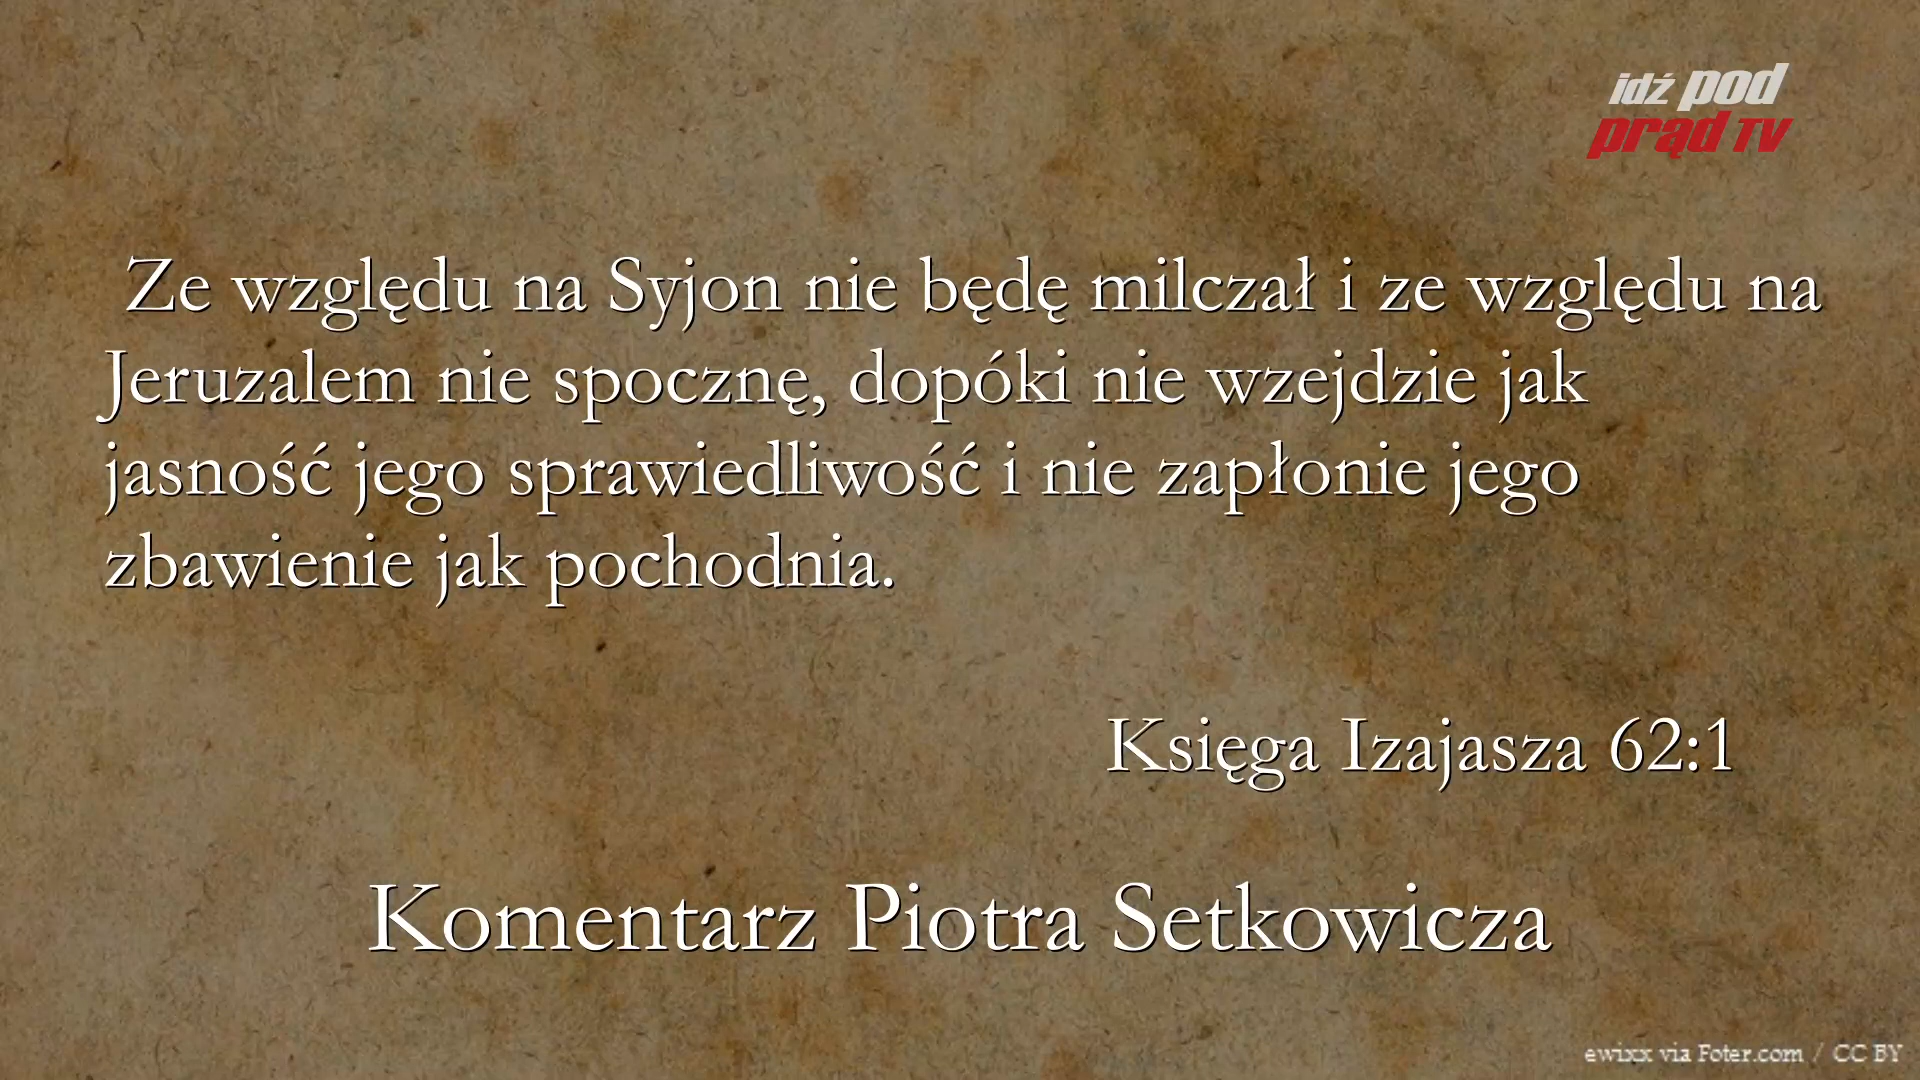 idź pod
prąd TV
Ze względu na Syjon nie będę milczał i ze względu na
Jeruzalem nie spocznę, dopóki nie wzejdzie jak
jasność jego sprawiedliwość i nie zapłonie jego
zbawienie jak pochodnia.
Księga Izajasza 62:1
Komentarz Piotra Setkowicza
ewixx via Foter.com / CC BY